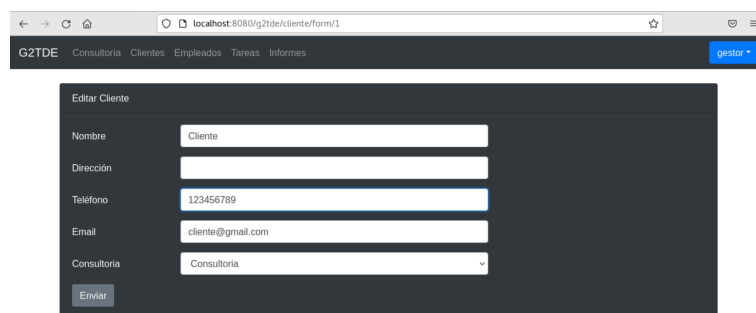 localhost:8080/g2tde/cliente/form/1
G2TDE Consultoria Clientes Empleados Tareas Informes gestor
Editar Cliente
Nombre Cliente
Dirección
Teléfono 123456789
Email cliente@gmail.com
Consultoria Consultoria
Enviar